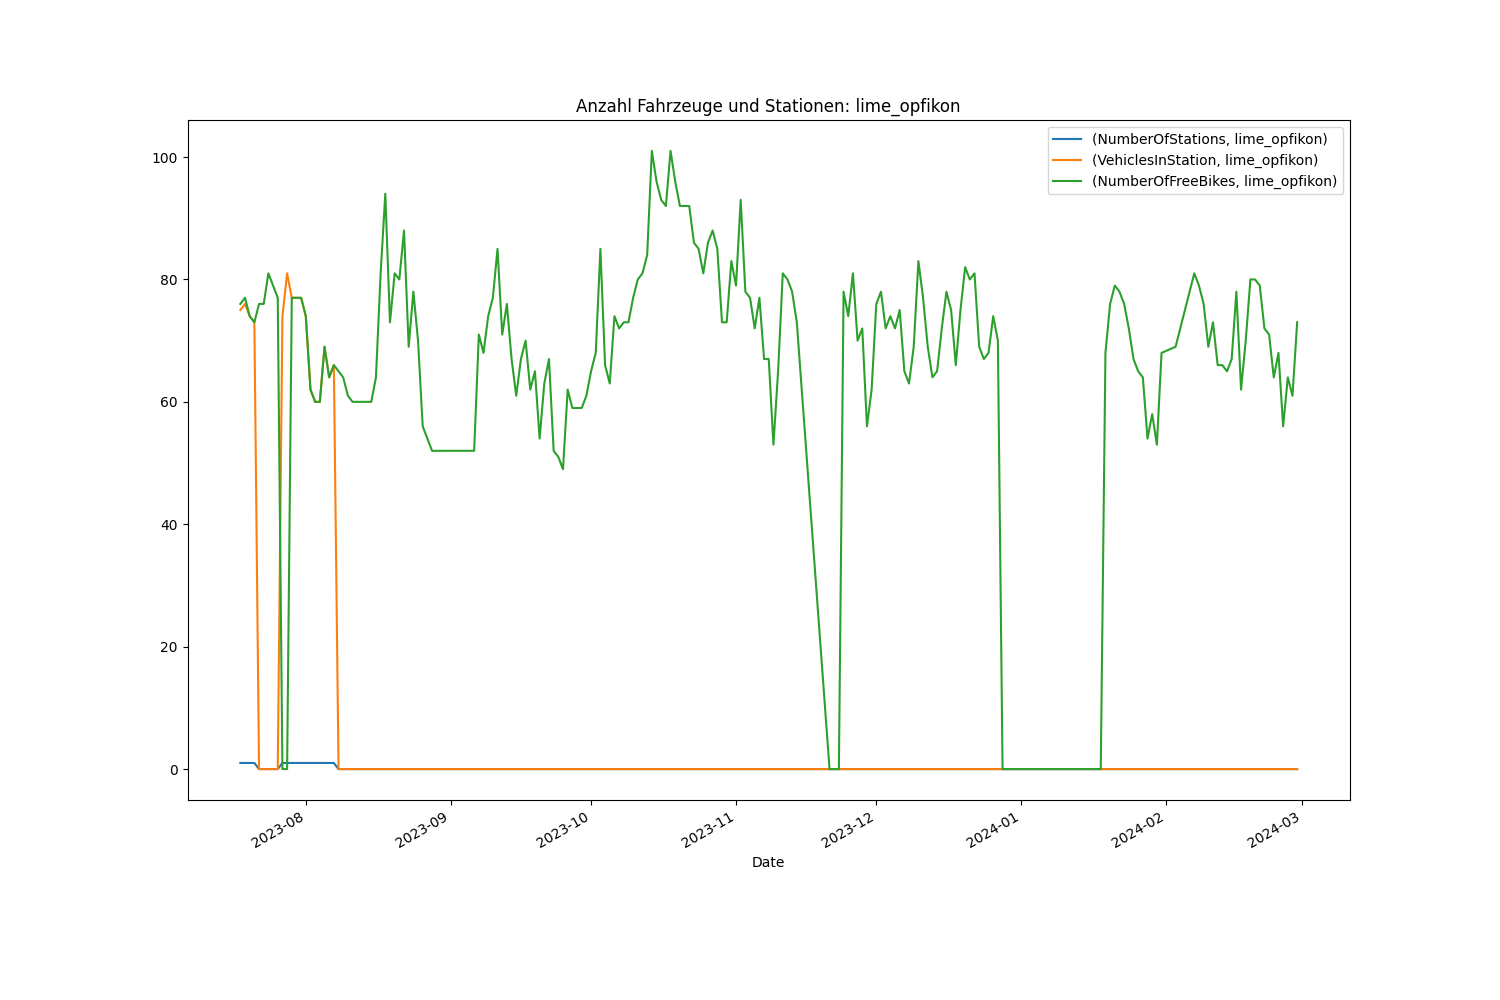 Anzahl Fahrzeuge und Stationen: lime_opfikon
(NumberOfStations, lime_opfikon)
(VehiclesInStation, lime_opfikon)
(NumberOfFreeBikes, lime_opfikon)
100
80
60
40
20
0
2023-08
2023-09
2023-10
2023-11
2023-12
2024-01
2024-02
2024-03
Date